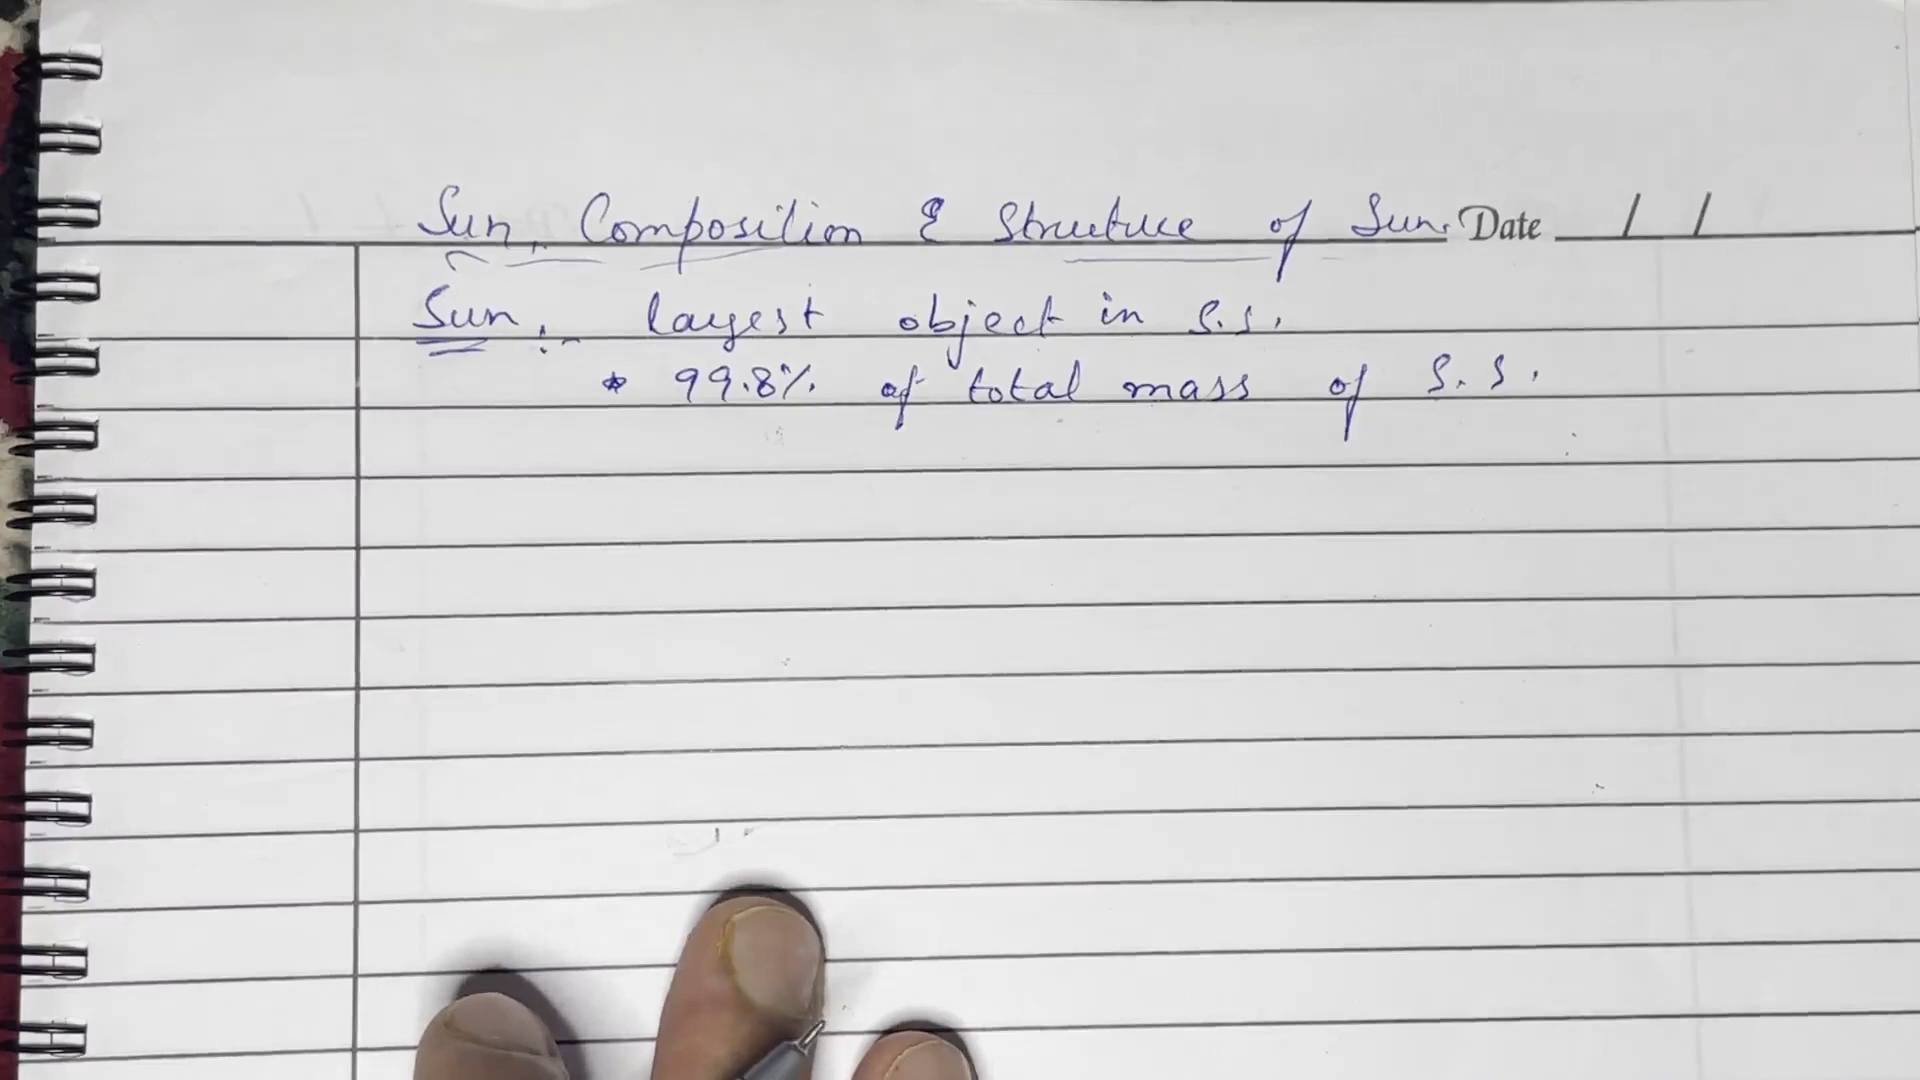 Sun, Composition & Structure of Sun. Date / /
Sun :- largest object in S.S.
* 99.8% of total mass of S.S.